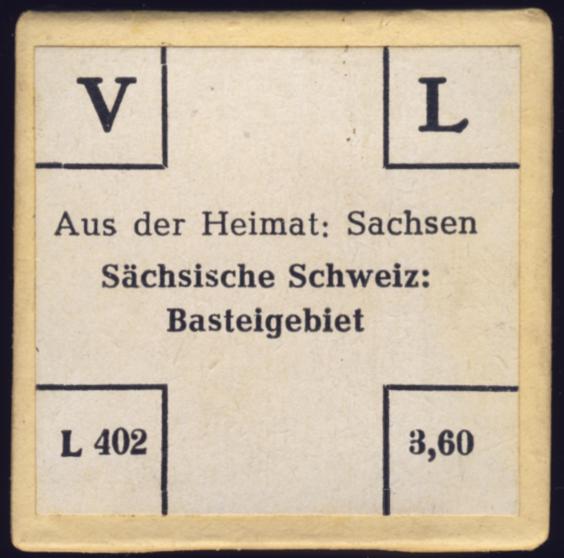 V L
Aus der Heimat: Sachsen
Sächsische Schweiz:
Basteigebiet
L 402 3,60